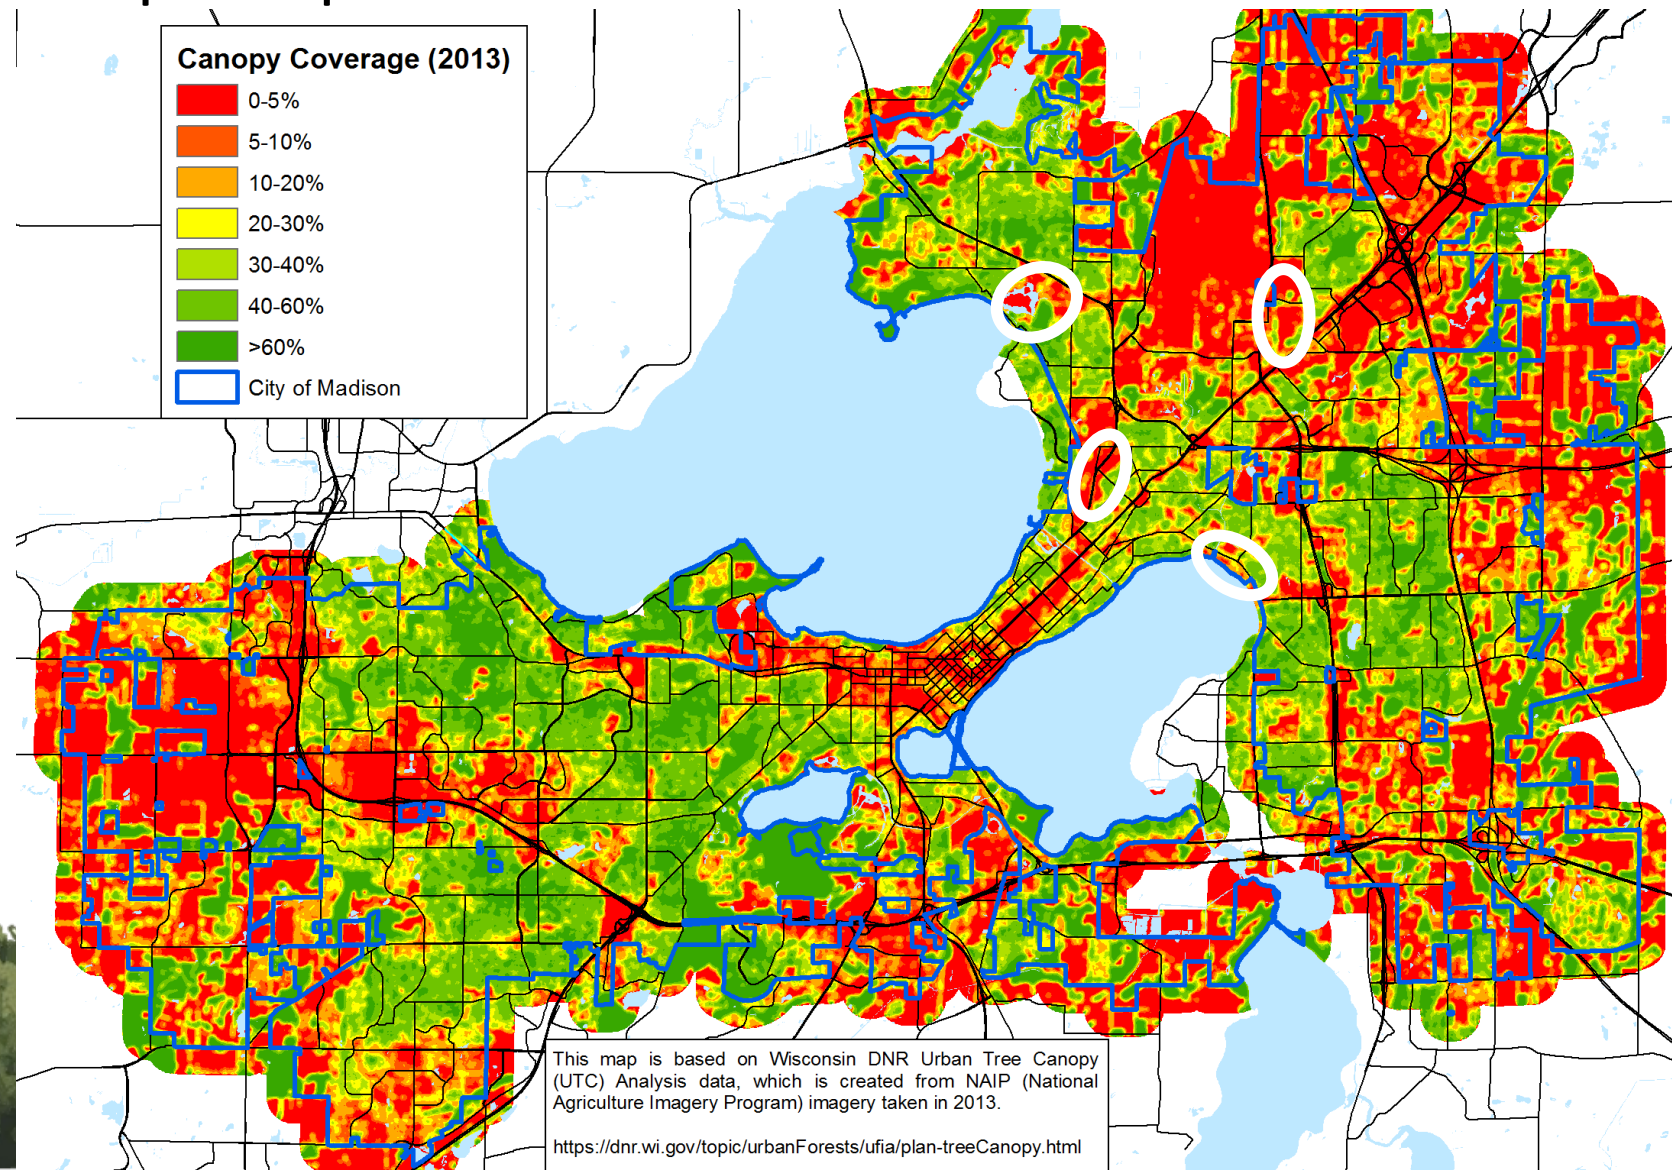 Canopy Coverage (2013)
0-5%
5-10%
10-20%
20-30%
30-40%
40-60%
>60%
City of Madison
This map is based on Wisconsin DNR Urban Tree Canopy
(UTC) Analysis data, which is created from NAIP (National
Agriculture Imagery Program) imagery taken in 2013.
https://dnr.wi.gov/topic/urbanForests/ufia/plan-treeCanopy.html